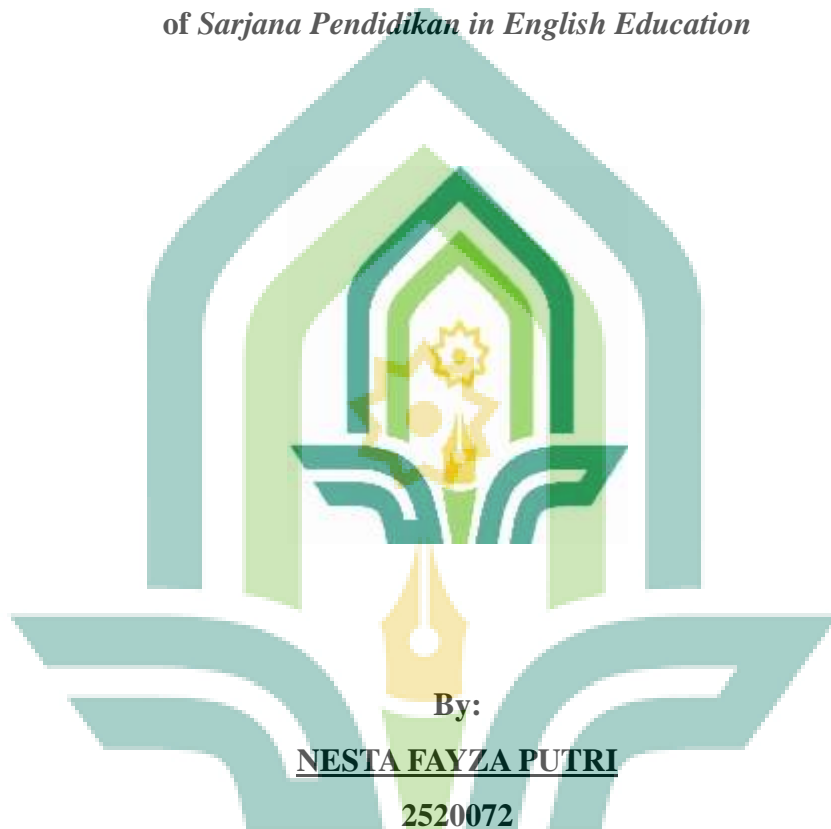 of Sarjana Pendidikan in English Education
By:
NESTA FAYZA PUTRI
2520072